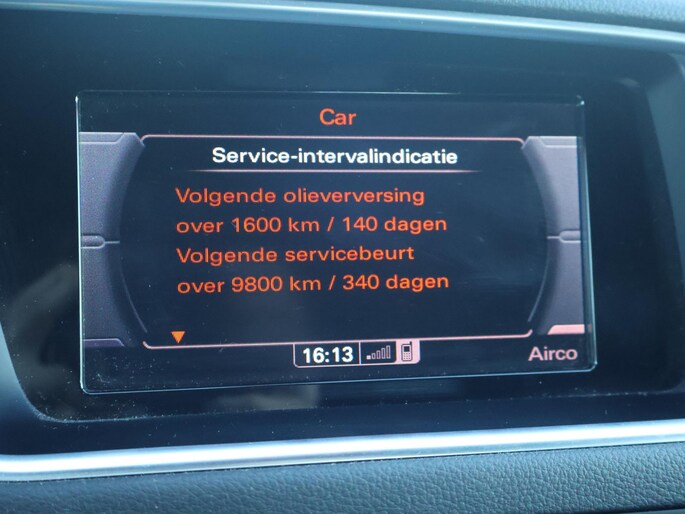 Car
Service-intervalindicatie
Volgende olieverversing
over 1600 km / 140 dagen
Volgende servicebeurt
over 9800 km / 340 dagen
16:13
Airco